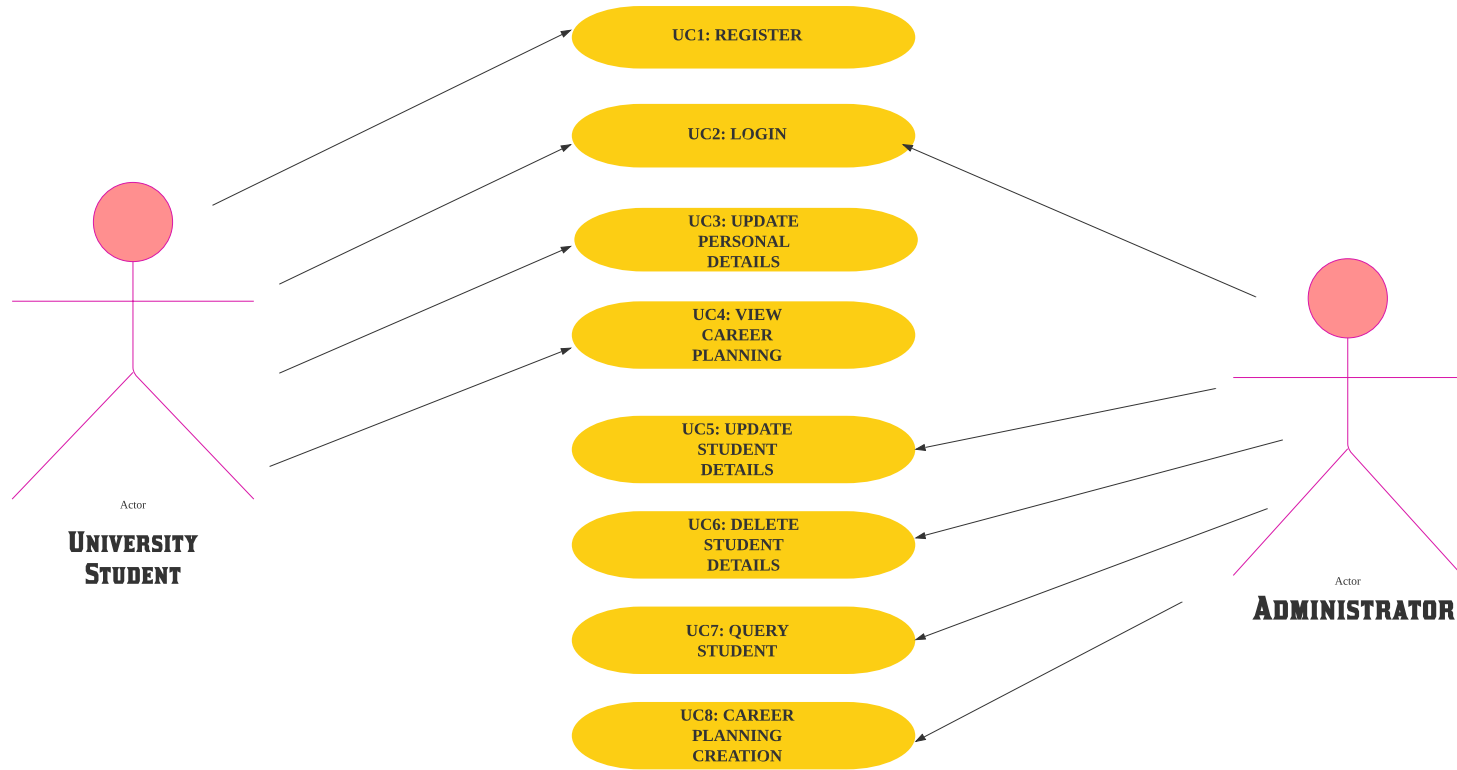 UC1: REGISTER
UC2: LOGIN
UC3: UPDATE
PERSONAL
DETAILS
UC4: VIEW
CAREER
PLANNING
UC5: UPDATE
STUDENT
DETAILS
UC6: DELETE
STUDENT
DETAILS
UC7: QUERY
STUDENT
UC8: CAREER
PLANNING
CREATION
Actor
University
Student
Actor
Administrator